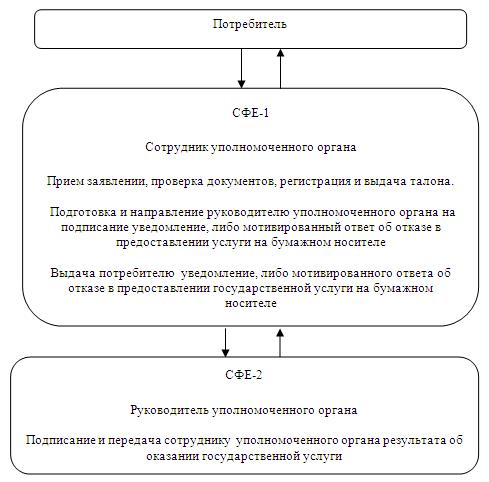 Потребитель
СФЕ-1
Сотрудник уполномоченного органа
Прием заявлении, проверка документов, регистрация и выдача талона.
Подготовка и направление руководителю уполномоченного органа на
подписание уведомление, либо мотивированный ответ об отказе в
предоставлении услуги на бумажном носителе
Выдача потребителю уведомление, либо мотивированного ответа об
отказе в предоставлении государственной услуги на бумажном
носителе
СФЕ-2
Руководитель уполномоченного органа
Подписание и передача сотруднику уполномоченного органа результата об
оказании государственной услуги